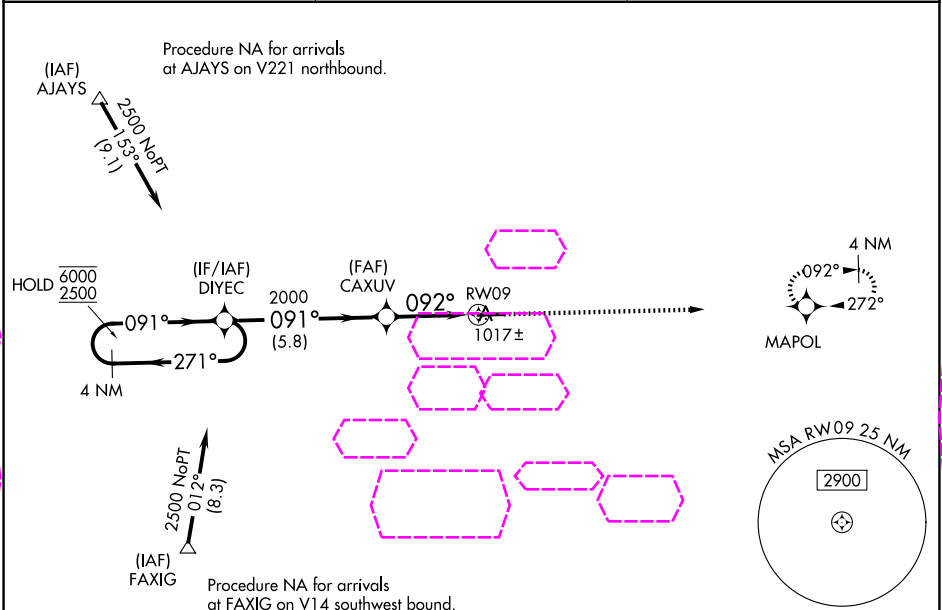 Procedure NA for arrivals
at AJAYS on V221 northbound.
(IAF)
AJAYS
2500 NoPT
153°
(9.1)
HOLD
6000
2500
091°
271°
4 NM
(IF/IAF)
DIYEC
2000
091°
(5.8)
(FAF)
CAXUV
092°
RW09
1017±
4 NM
092°
272°
MAPOL
MSA RW09 25 NM
2900
2500 NoPT
012°
(8.3)
(IAF)
FAXIG
Procedure NA for arrivals
at FAXIG on V14 southwest bound.